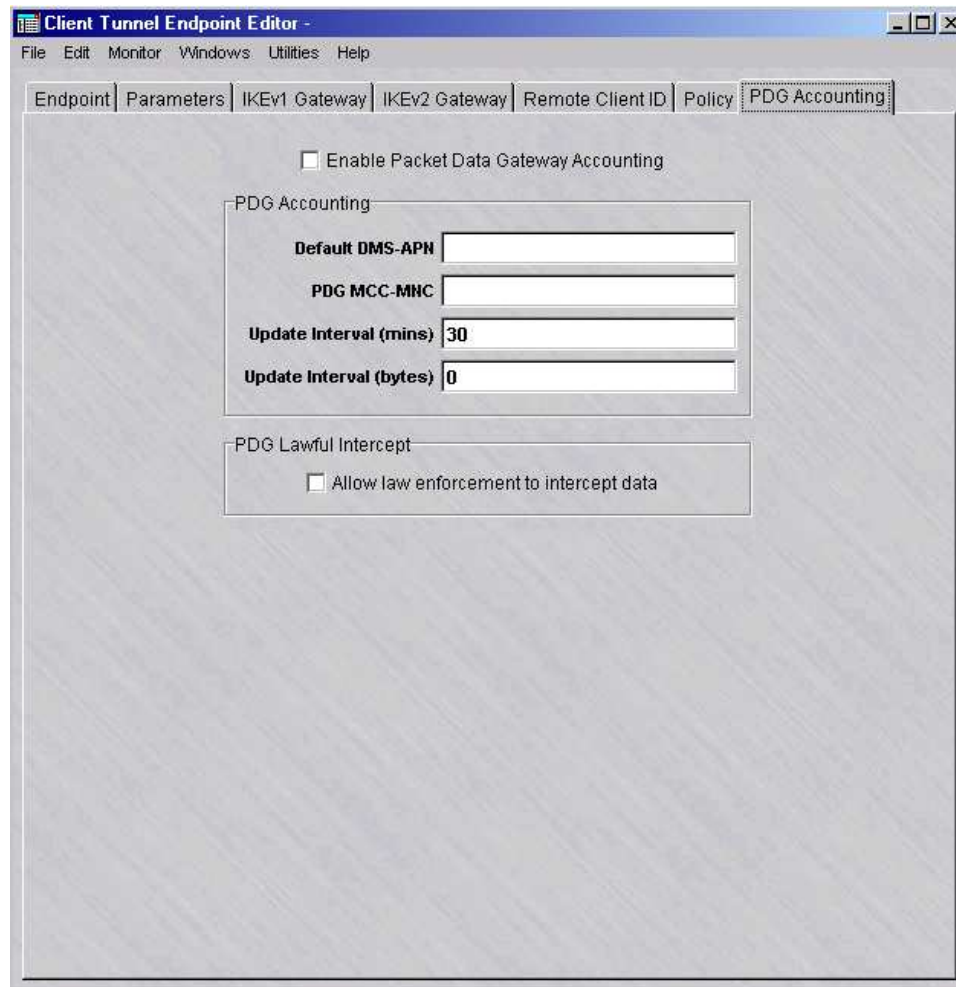 Client Tunnel Endpoint Editor -
File Edit Monitor Windows Utilities Help
Endpoint Parameters IKEv1 Gateway IKEv2 Gateway Remote Client ID Policy PDG Accounting
Enable Packet Data Gateway Accounting
PDG Accounting
Default DMS-APN
PDG MCC-MNC
Update Interval (mins) 30
Update Interval (bytes) 0
PDG Lawful Intercept
Allow law enforcement to intercept data